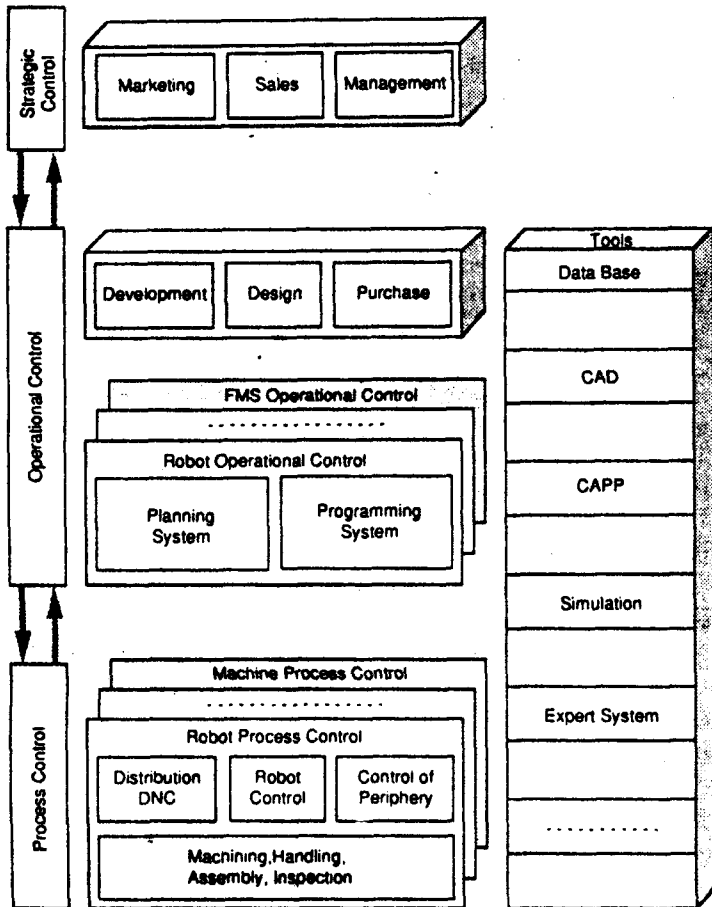 Strategic
Control
Marketing
Sales
Management
Operational Control
Development
Design
Purchase
FMS Operational Control
. . . . . . . . . . . . . . . . .
Robot Operational Control
Planning
System
Programming
System
Process Control
Machine Process Control
. . . . . . . . . . . . . . . . .
Robot Process Control
Distribution
DNC
Robot
Control
Control of
Periphery
Machining,Handling,
Assembly, Inspection
Tools
Data Base
CAD
CAPP
Simulation
Expert System
. . . . . . . . . . .